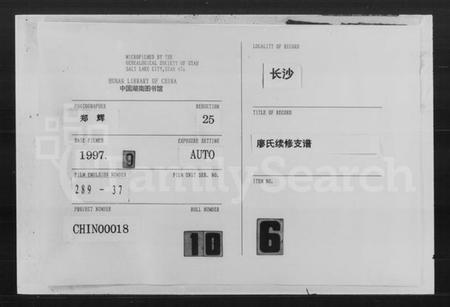 MICROFILMED BY THE
GENEALOGICAL SOCIETY OF UTAH
SALT LAKE CITY, UTAH
HUNAN LIBRARY OF CHINA
中国湖南图书馆
PHOTOGRAPHER
REDUCTION
郑 辉
25
DATE FILMED
EXPOSURE SETTING
1997. 9
AUTO
FILM EMULSION NUMBER
FILM UNIT SER. NO.
289 - 37
PROJECT NUMBER
ROLL NUMBER
CHIN00018
10
LOCALITY OF RECORD
长沙
TITLE OF RECORD
廖氏续修支谱
ITEM NO.
6
FamilySearch